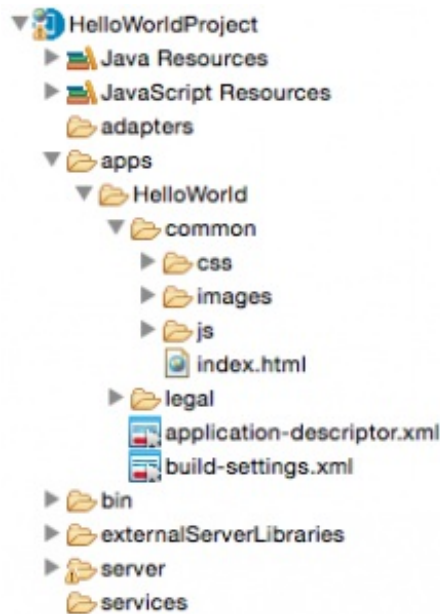 HelloWorldProject
Java Resources
JavaScript Resources
adapters
apps
HelloWorld
common
css
images
js
index.html
legal
application-descriptor.xml
build-settings.xml
bin
externalServerLibraries
server
services